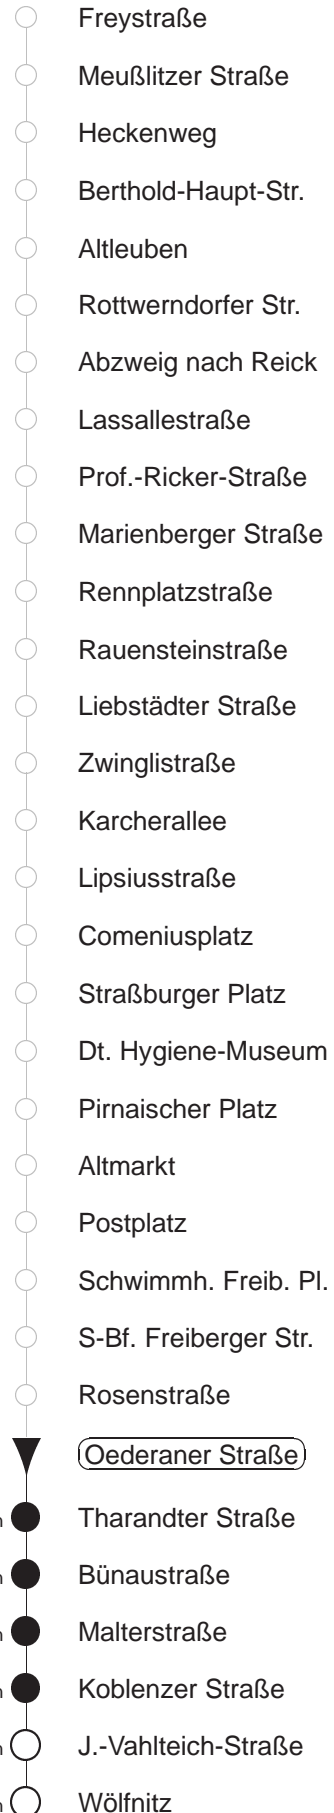 Freystraße
Meußlitzer Straße
Heckenweg
Berthold-Haupt-Str.
Altleuben
Rottwerndorfer Str.
Abzweig nach Reick
Lassallestraße
Prof.-Ricker-Straße
Marienberger Straße
Rennplatzstraße
Rauensteinstraße
Liebstädter Straße
Zwinglistraße
Karcherallee
Lipsiusstraße
Comeniusplatz
Straßburger Platz
Dt. Hygiene-Museum
Pirnaischer Platz
Altmarkt
Postplatz
Schwimmh. Freib. Pl.
S-Bf. Freiberger Str.
Rosenstraße
Oederaner Straße
Tharandter Straße
Bünaustraße
Malterstraße
Koblenzer Straße
J.-Vahlteich-Straße
Wölfnitz